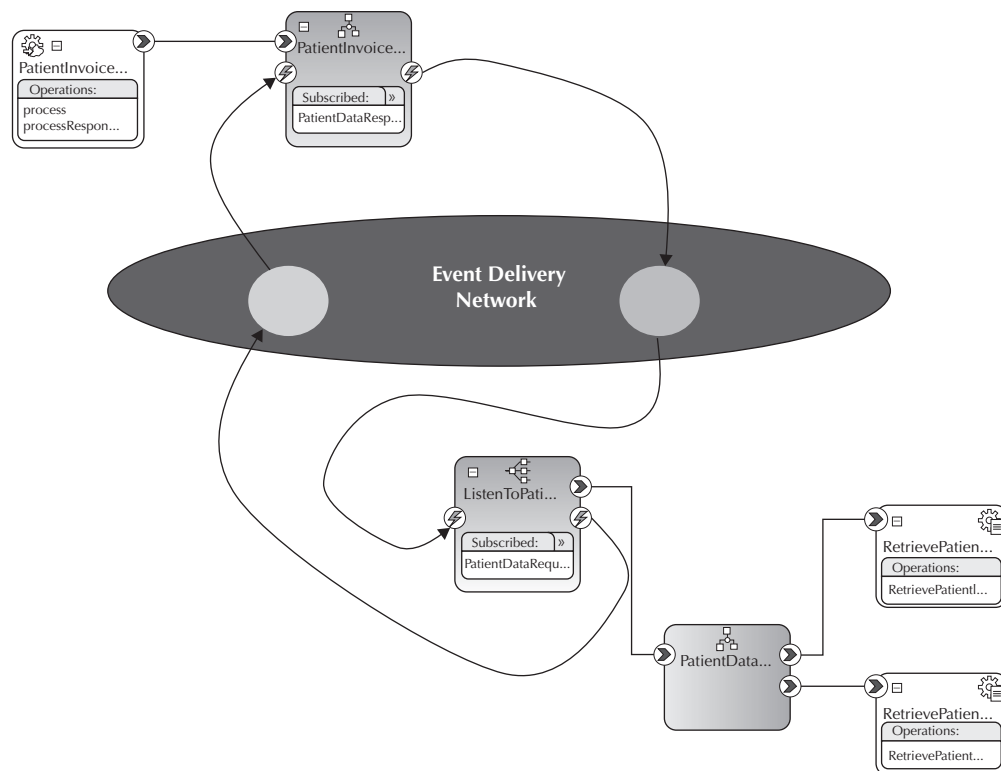 PatientInvoice...
Operations:
process
processRespon...
PatientInvoice...
Subscribed: »
PatientDataResp...
Event Delivery
Network
ListenToPati...
Subscribed: »
PatientDataRequ...
PatientData...
RetrievePatien...
Operations:
RetrievePatientI...
RetrievePatien...
Operations:
RetrievePatient...